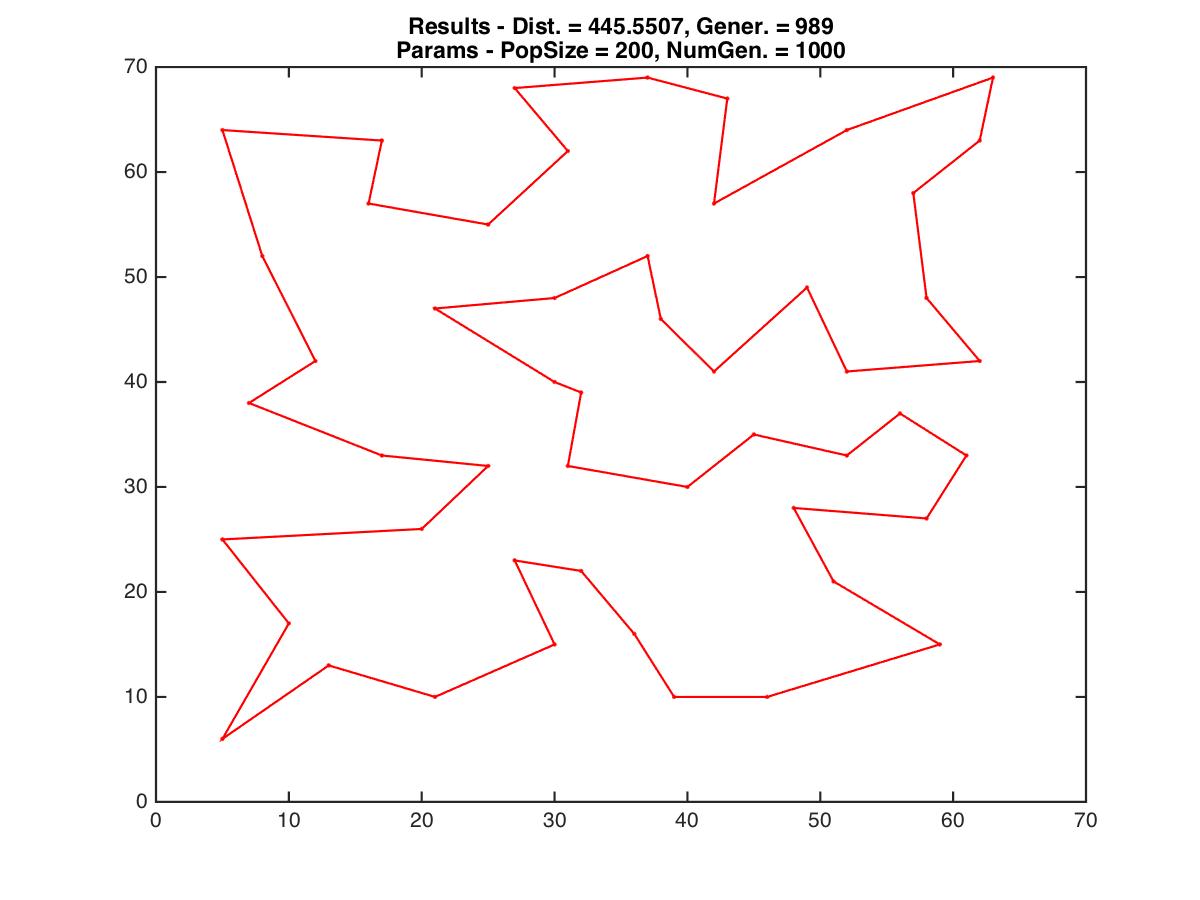 Results - Dist. = 445.5507, Gener. = 989
Params - PopSize = 200, NumGen. = 1000
70
60
50
40
30
20
10
0
0 10 20 30 40 50 60 70